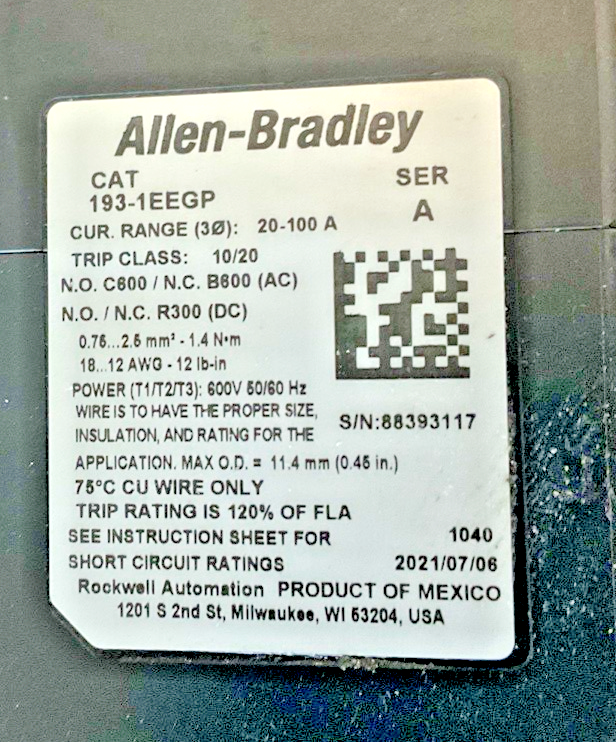 Allen-Bradley
CAT
193-1EEGP
SER
A
CUR. RANGE (3Ø): 20-100 A
TRIP CLASS: 10/20
N.O. C600 / N.C. B600 (AC)
N.O. / N.C. R300 (DC)
0.75...2.5 mm² - 1.4 N•m
18...12 AWG - 12 lb-in
POWER (T1/T2/T3): 600V 50/60 Hz
WIRE IS TO HAVE THE PROPER SIZE,
INSULATION, AND RATING FOR THE
APPLICATION. MAX O.D. = 11.4 mm (0.45 in.)
S/N:88393117
75°C CU WIRE ONLY
TRIP RATING IS 120% OF FLA
SEE INSTRUCTION SHEET FOR
SHORT CIRCUIT RATINGS
1040
2021/07/06
Rockwell Automation PRODUCT OF MEXICO
1201 S 2nd St, Milwaukee, WI 53204, USA